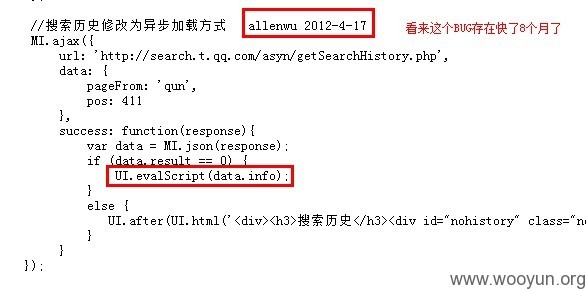 //搜索历史修改为异步加载方式 allenwu 2012-4-17 看来这个BUG存在快了8个月了
MI.ajax({
url: 'http://search.t.qq.com/asyn/getSearchHistory.php',
data: {
pageFrom: 'qun',
pos: 411
},
success: function(response){
var data = MI.json(response);
if (data.result == 0) {
UI.evalScript(data.info);
}
else {
UI.after(UI.html('<div><h3>搜索历史</h3><div id="nohistory" class="no
}
}
});
www.wooyun.org